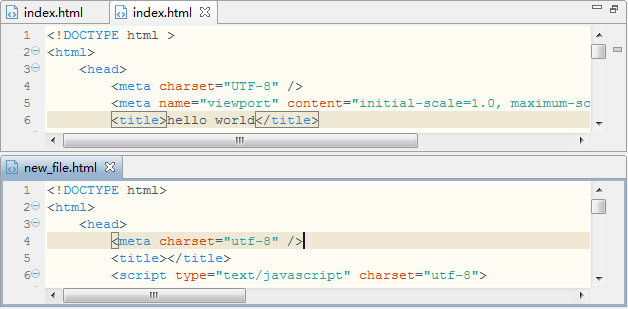 index.html index.html
1 <!DOCTYPE html >
2 <html>
3 <head>
4 <meta charset="UTF-8" />
5 <meta name="viewport" content="initial-scale=1.0, maximum-sc
6 <title>hello world</title>
new_file.html
1 <!DOCTYPE html>
2 <html>
3 <head>
4 <meta charset="utf-8" />
5 <title></title>
6 <script type="text/javascript" charset="utf-8">